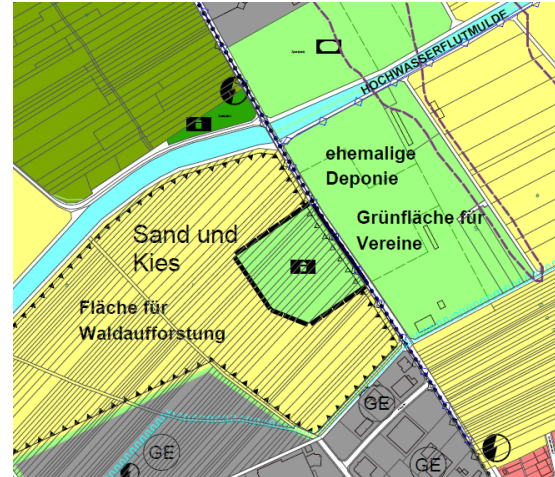 HOCHWASSERFLUTMULDE
ehemalige
Deponie
Grünfläche für
Vereine
Sand und
Kies
Fläche für
Waldaufforstung
GE
GE
GE